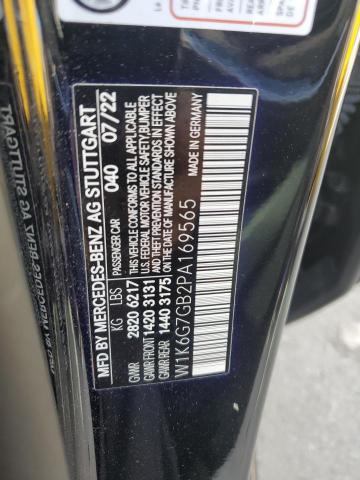 MFD BY MERCEDES-BENZ AG STUTTGART
PASSENGER CAR 040 07/22
KG LBS
GVWR 2820 6217
GAWR FRONT 1420 3131
GAWR REAR 1440 3175
THIS VEHICLE CONFORMS TO ALL APPLICABLE
U.S. FEDERAL MOTOR VEHICLE SAFETY,BUMPER
AND THEFT PREVENTION STANDARDS IN EFFECT
ON THE DATE OF MANUFACTURE SHOWN ABOVE
W1K6G7GB2PA169565
MADE IN GERMANY